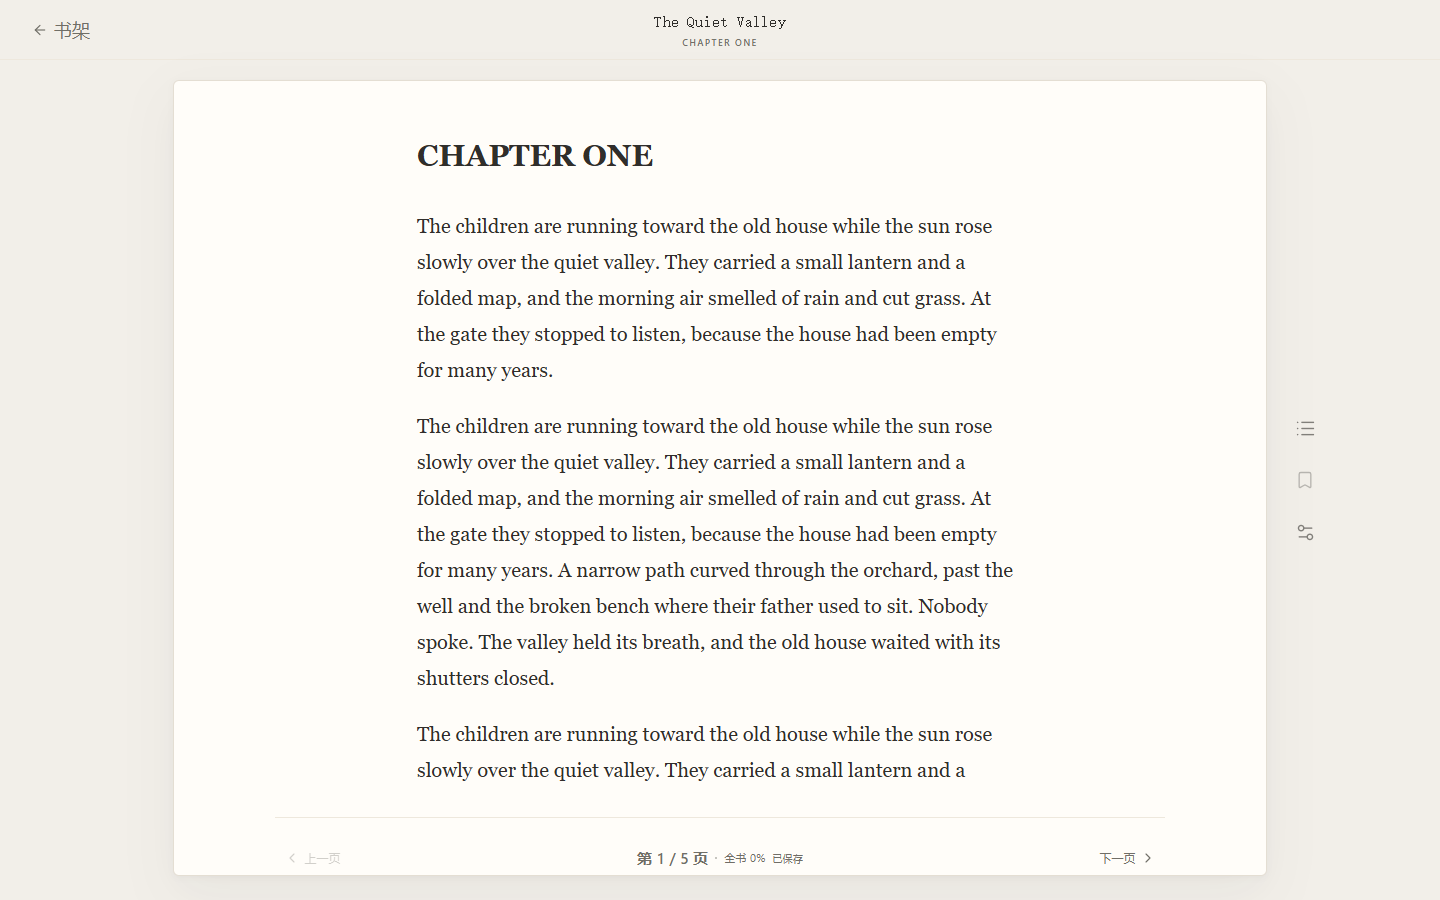 书架
The Quiet Valley
CHAPTER ONE
CHAPTER ONE
The children are running toward the old house while the sun rose
slowly over the quiet valley. They carried a small lantern and a
folded map, and the morning air smelled of rain and cut grass. At
the gate they stopped to listen, because the house had been empty
for many years.
The children are running toward the old house while the sun rose
slowly over the quiet valley. They carried a small lantern and a
folded map, and the morning air smelled of rain and cut grass. At
the gate they stopped to listen, because the house had been empty
for many years. A narrow path curved through the orchard, past the
well and the broken bench where their father used to sit. Nobody
spoke. The valley held its breath, and the old house waited with its
shutters closed.
The children are running toward the old house while the sun rose
slowly over the quiet valley. They carried a small lantern and a
上一页
第 1 / 5 页 · 全书 0% 已保存
下一页